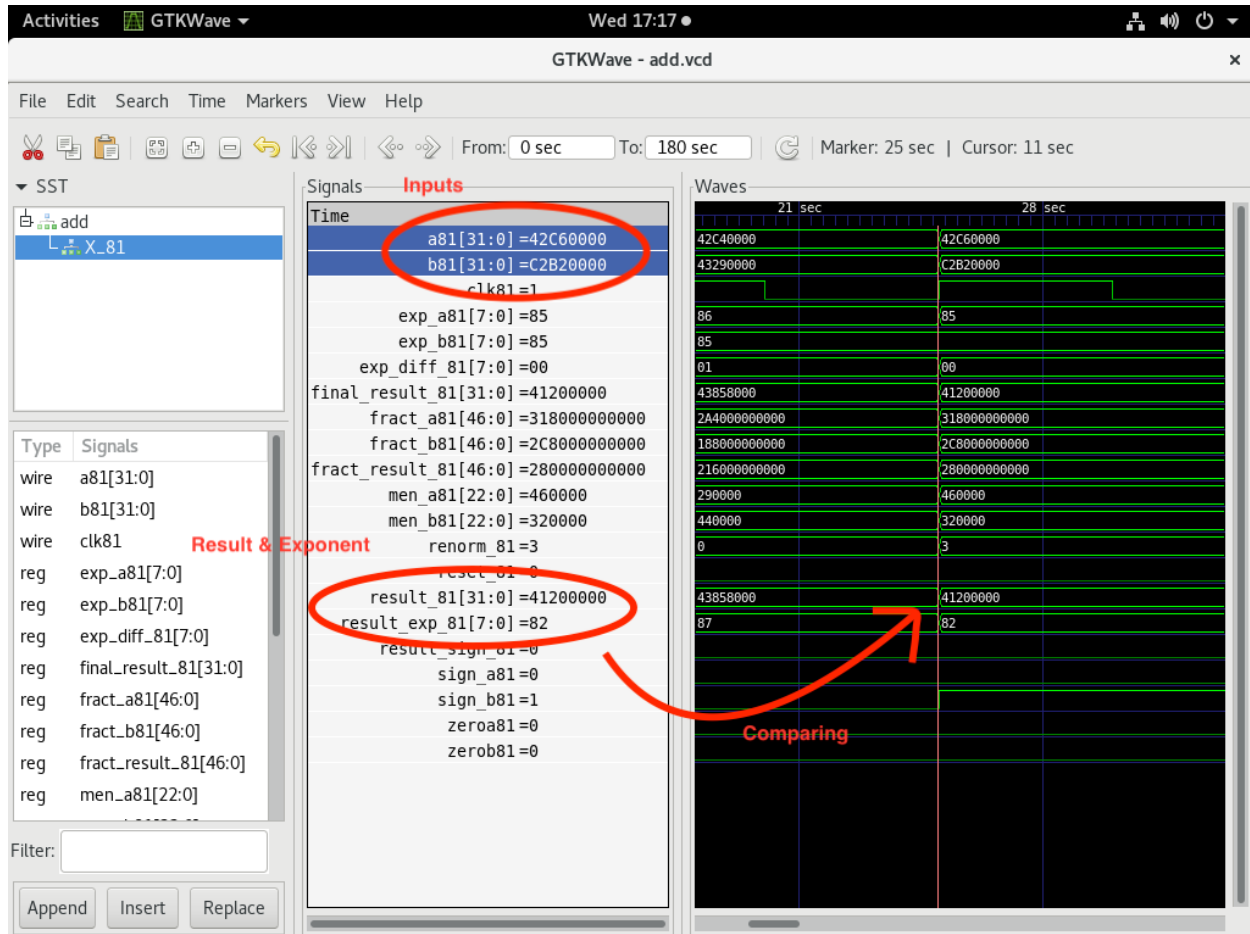 Activities GTKWave Wed 17:17
GTKWave - add.vcd
File Edit Search Time Markers View Help
From: 0 sec To: 180 sec Marker: 25 sec | Cursor: 11 sec
SST
add
X_81
Type Signals
wire a81[31:0]
wire b81[31:0]
wire clk81
reg exp_a81[7:0]
reg exp_b81[7:0]
reg exp_diff_81[7:0]
reg final_result_81[31:0]
reg fract_a81[46:0]
reg fract_b81[46:0]
reg fract_result_81[46:0]
reg men_a81[22:0]
Filter:
Append Insert Replace
Signals
Inputs
Time
a81[31:0]=42C60000
b81[31:0]=C2B20000
clk81=1
exp_a81[7:0]=85
exp_b81[7:0]=85
exp_diff_81[7:0]=00
final_result_81[31:0]=41200000
fract_a81[46:0]=318000000000
fract_b81[46:0]=2C8000000000
fract_result_81[46:0]=280000000000
men_a81[22:0]=460000
men_b81[22:0]=320000
Result & Exponent
renorm_81=3
reset_81=0
result_81[31:0]=41200000
result_exp_81[7:0]=82
result_sign_81=0
sign_a81=0
sign_b81=1
zeroa81=0
zerob81=0
Waves
21 sec 28 sec
42C40000 42C60000
43290000 C2B20000
86 85
85
01 00
43858000 41200000
2A4000000000 318000000000
188000000000 2C8000000000
216000000000 280000000000
290000 460000
440000 320000
0 3
43858000 41200000
87 82
Comparing